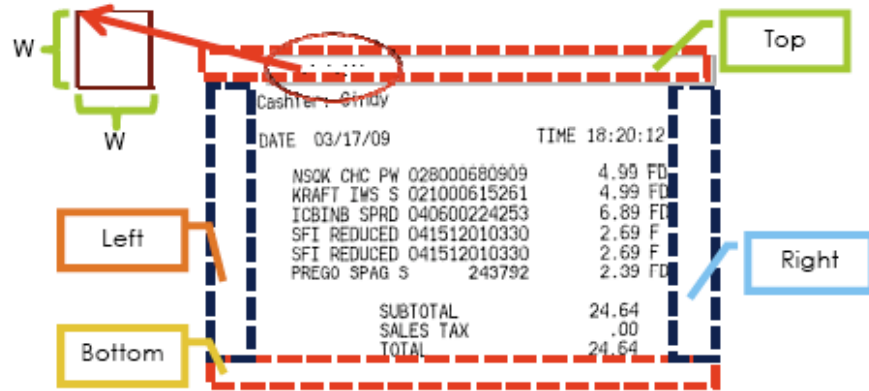 W
W
Top
Cashier: Cindy
DATE 03/17/09 TIME 18:20:12
NSQK CHC PW 028000680909 4.99 FD
KRAFT IWS S 021000615261 4.99 FD
ICBINB SPRD 040600224253 6.89 FD
SFI REDUCED 041512010330 2.69 F
SFI REDUCED 041512010330 2.69 F
PREGO SPAG S 243792 2.39 FD
Left
Right
SUBTOTAL 24.64
SALES TAX .00
TOTAL 24.64
Bottom